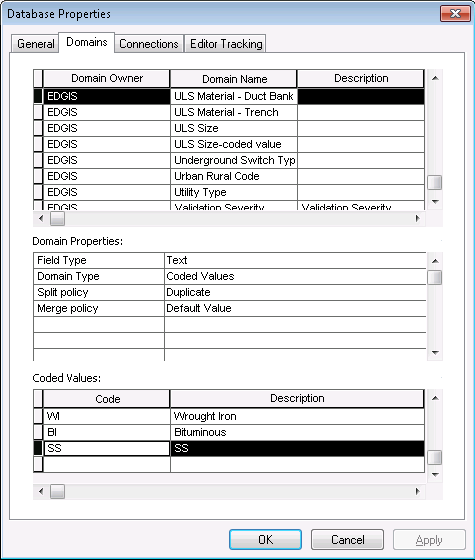 Database Properties
General Domains Connections Editor Tracking
Domain Owner Domain Name Description
EDGIS ULS Material - Duct Bank
EDGIS ULS Material - Trench
EDGIS ULS Size
EDGIS ULS Size-coded value
EDGIS Underground Switch Typ
EDGIS Urban Rural Code
EDGIS Utility Type
EDGIS Validation Severity Validation Severity
Domain Properties:
Field Type Text
Domain Type Coded Values
Split policy Duplicate
Merge policy Default Value
Coded Values:
Code Description
WI Wrought Iron
BI Bituminous
SS SS
OK Cancel Apply